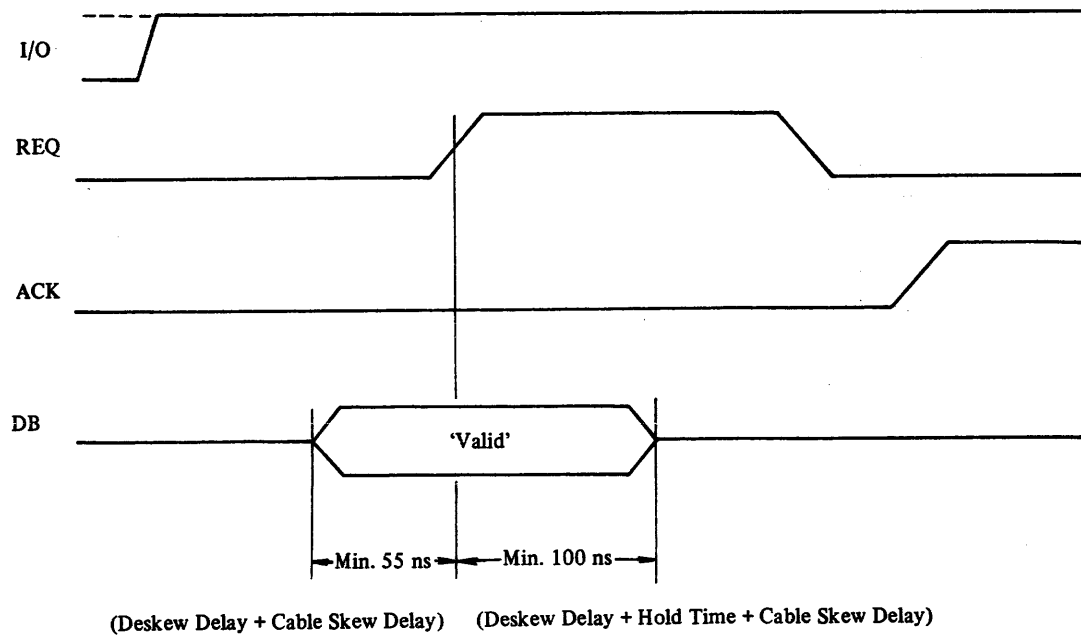 I/O
REQ
ACK
DB
‘Valid’
Min. 55 ns
Min. 100 ns
(Deskew Delay + Cable Skew Delay)
(Deskew Delay + Hold Time + Cable Skew Delay)